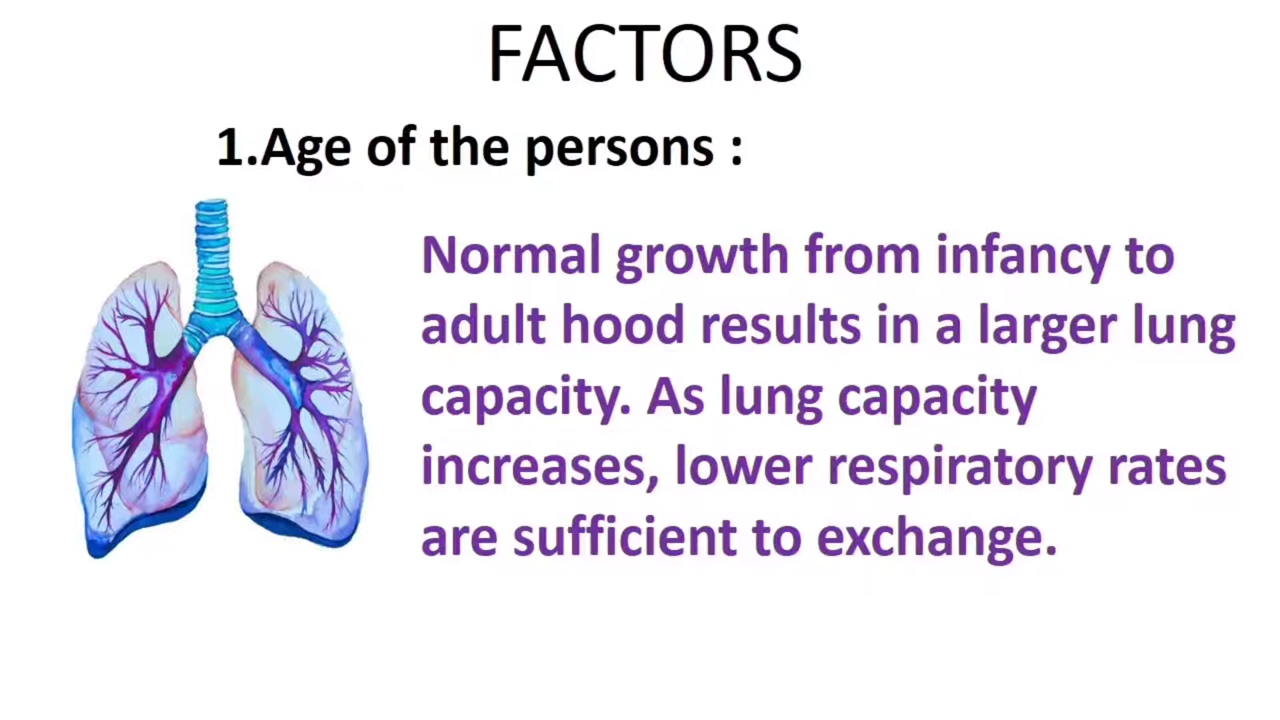 FACTORS
1.Age of the persons :
Normal growth from infancy to
adult hood results in a larger lung
capacity. As lung capacity
increases, lower respiratory rates
are sufficient to exchange.